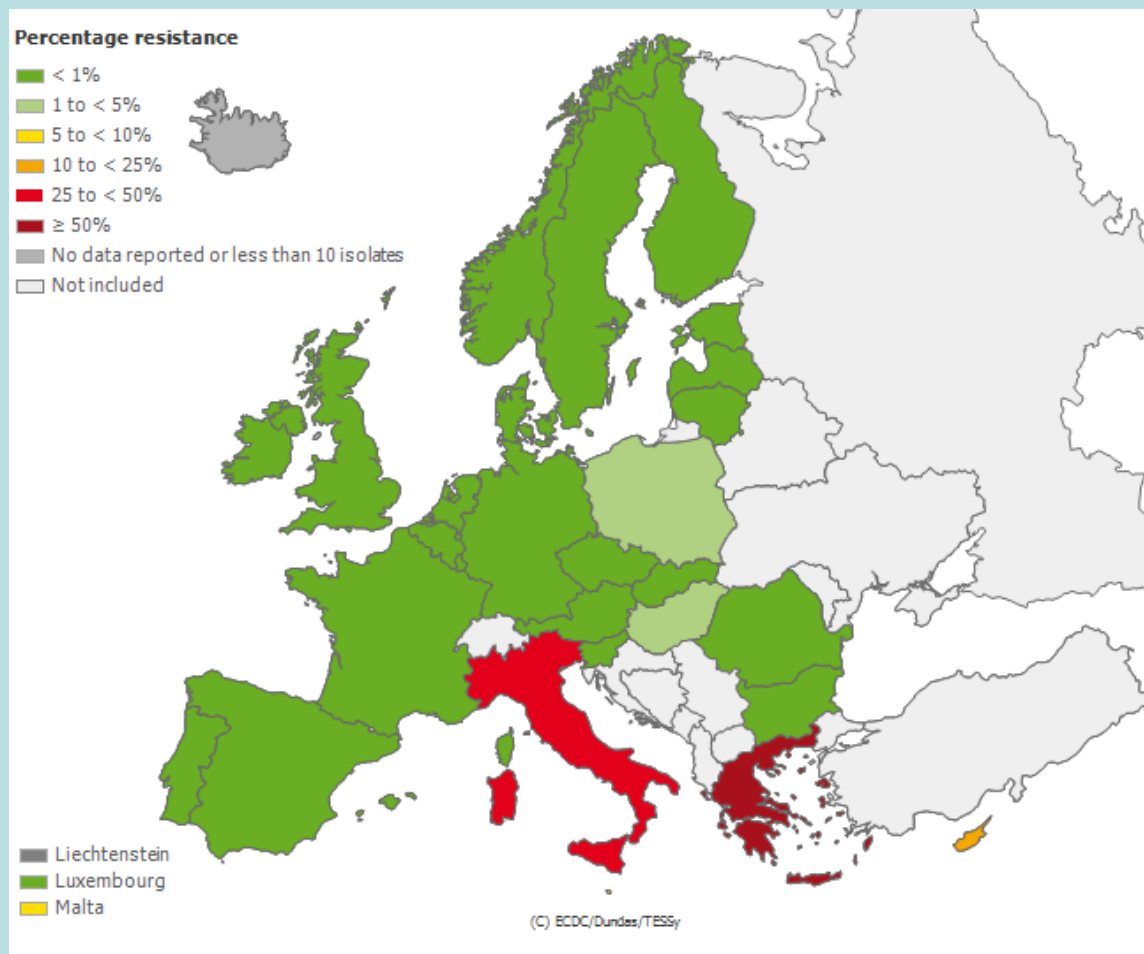 Percentage resistance
< 1%
1 to < 5%
5 to < 10%
10 to < 25%
25 to < 50%
≥ 50%
No data reported or less than 10 isolates
Not included
Liechtenstein
Luxembourg
Malta
(C) ECDC/Dundas/TESSy